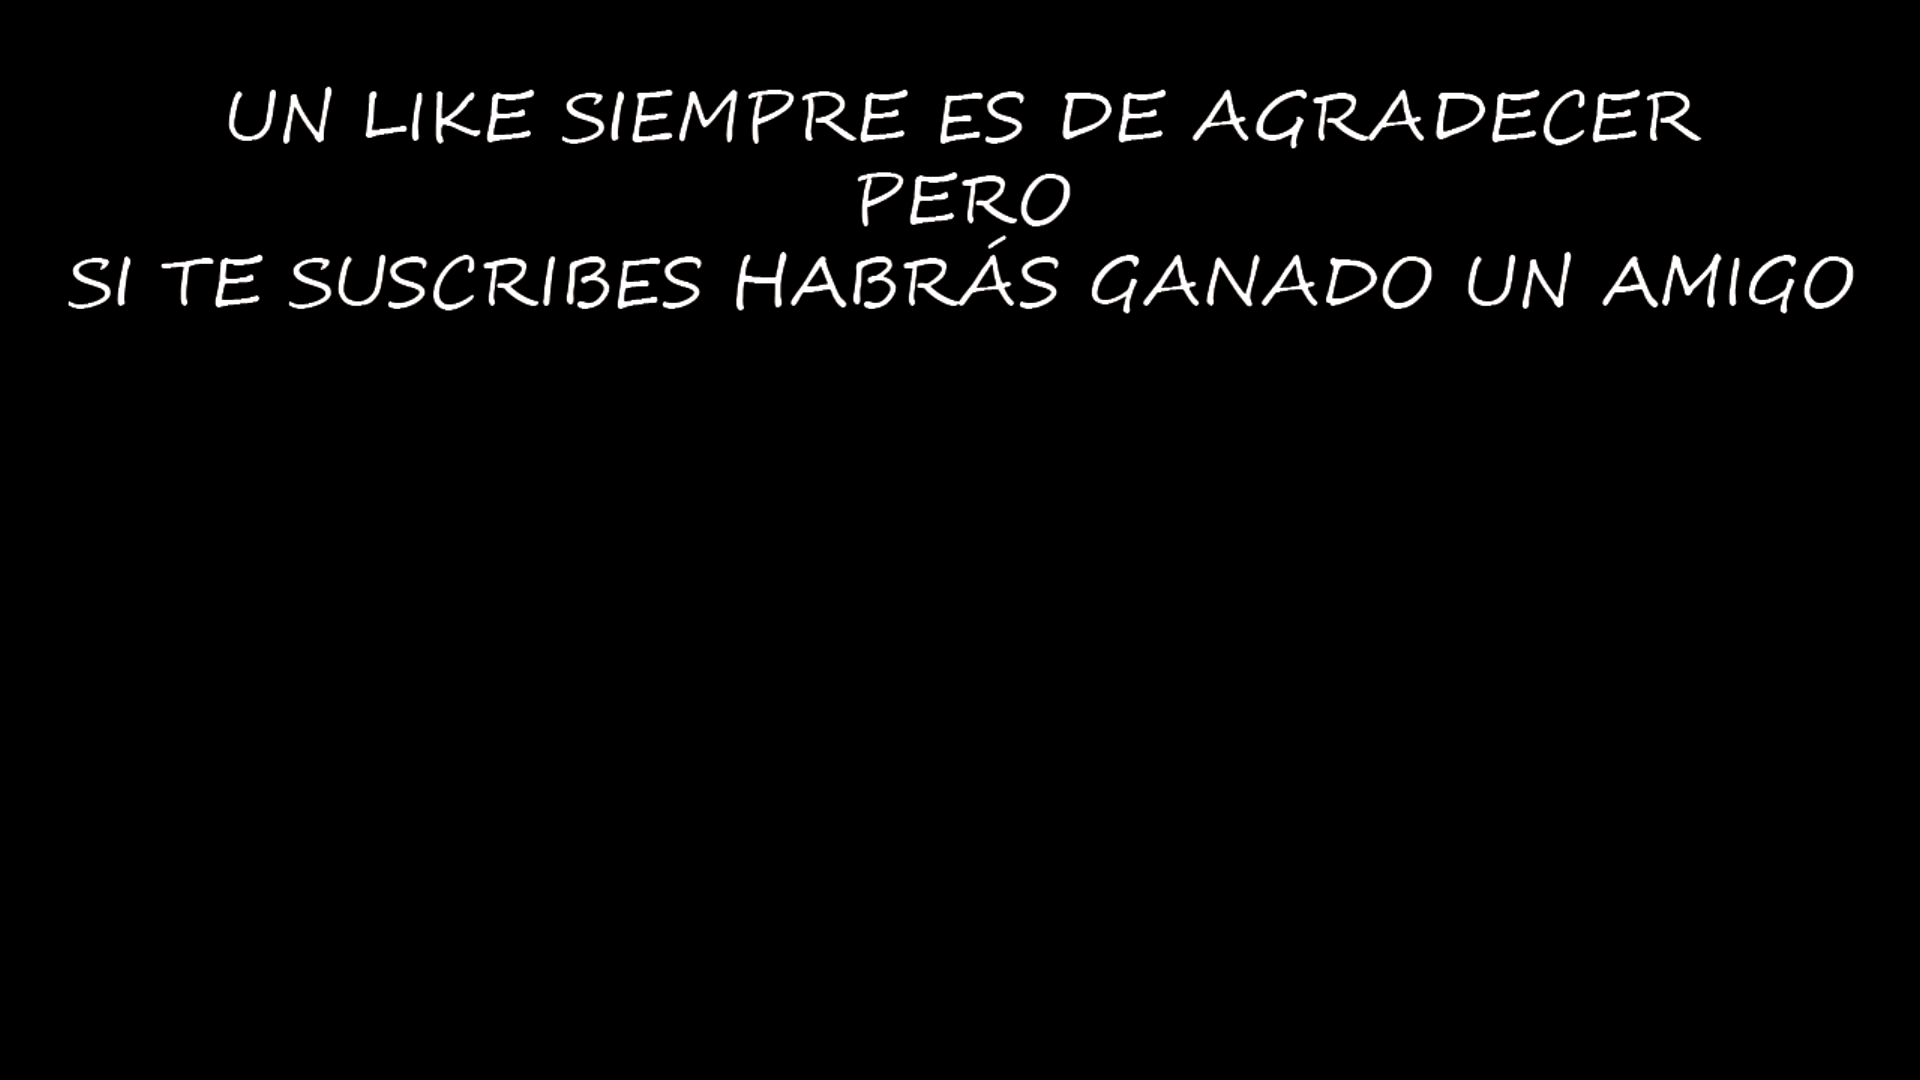 UN LIKE SIEMPRE ES DE AGRADECER
PERO
SI TE SUSCRIBES HABRÁS GANADO UN AMIGO